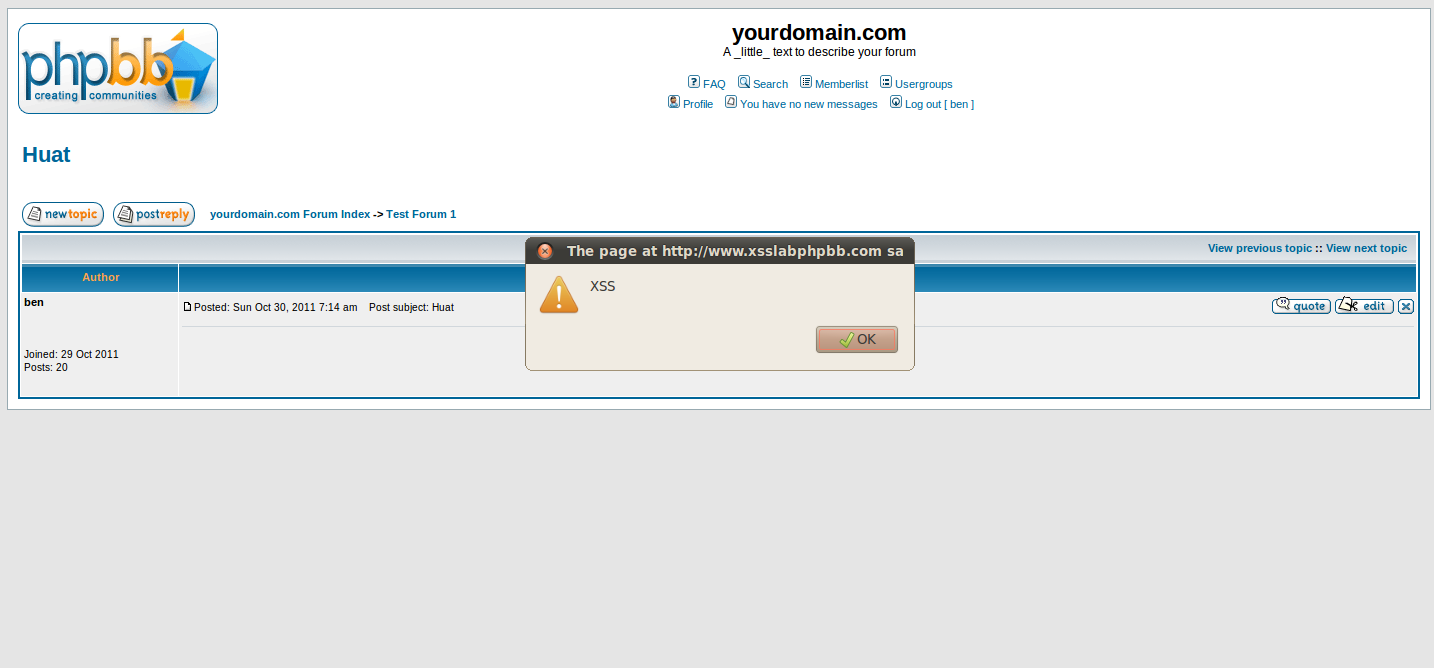 phpbb
creating communities
yourdomain.com
A _little_ text to describe your forum
FAQ Search Memberlist Usergroups
Profile You have no new messages Log out [ ben ]
Huat
newtopic postreply yourdomain.com Forum Index -> Test Forum 1
View previous topic :: View next topic
The page at http://www.xsslabphpbb.com sa
XSS
OK
Author
ben
Posted: Sun Oct 30, 2011 7:14 am Post subject: Huat
quote edit
Joined: 29 Oct 2011
Posts: 20